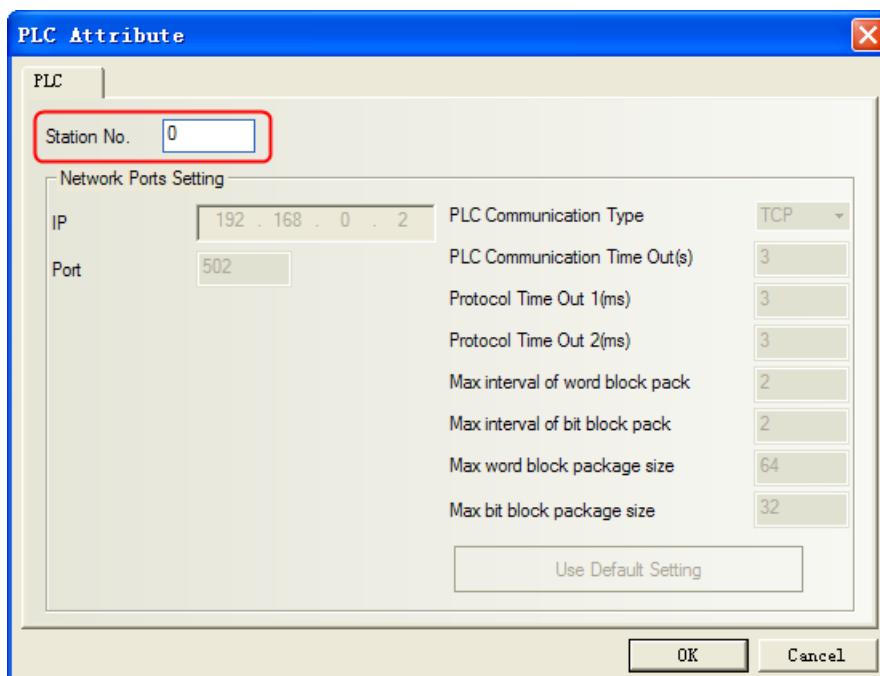 PLC Attribute
PLC
Station No. 0
Network Ports Setting
IP 192 . 168 . 0 . 2
Port 502
PLC Communication Type TCP
PLC Communication Time Out(s) 3
Protocol Time Out 1(ms) 3
Protocol Time Out 2(ms) 3
Max interval of word block pack 2
Max interval of bit block pack 2
Max word block package size 64
Max bit block package size 32
Use Default Setting
OK Cancel